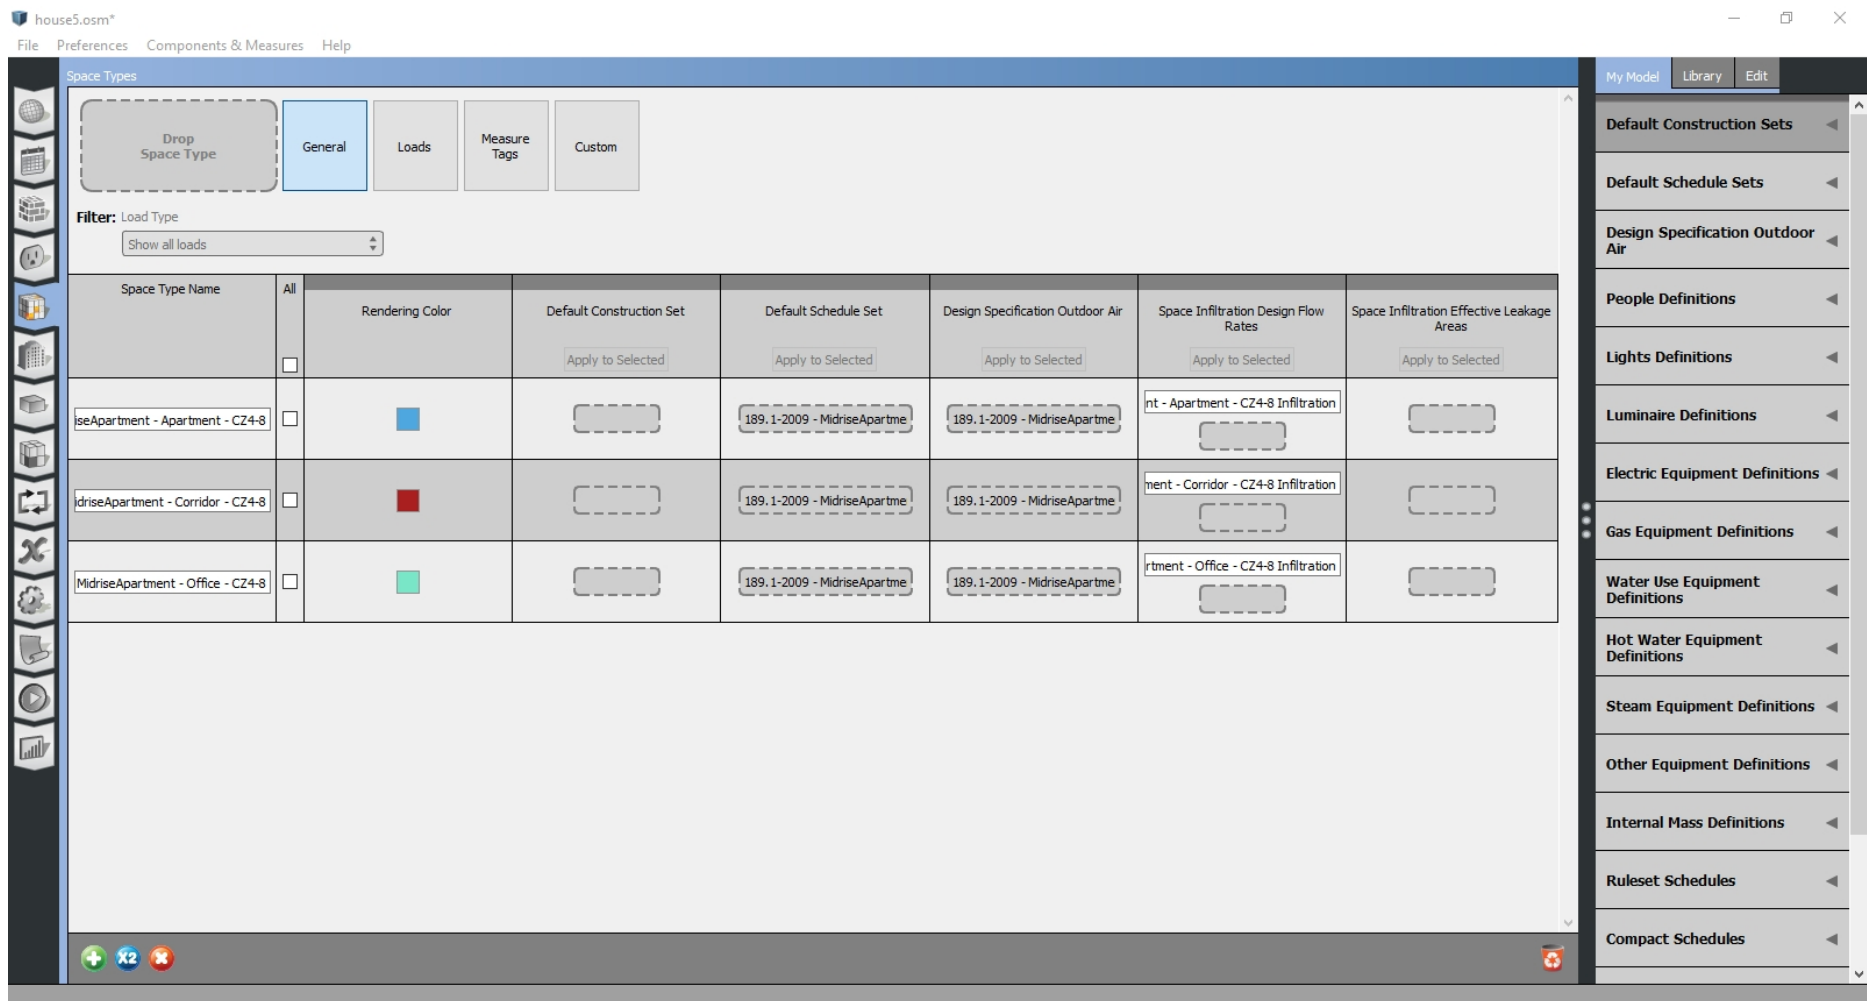 house5.osm*
File Preferences Components & Measures Help
Space Types
Drop
Space Type
General
Loads
Measure
Tags
Custom
Filter: Load Type
Show all loads
Space Type Name
All
Rendering Color
Default Construction Set
Default Schedule Set
Design Specification Outdoor Air
Space Infiltration Design Flow
Rates
Space Infiltration Effective Leakage
Areas
Apply to Selected
Apply to Selected
Apply to Selected
Apply to Selected
Apply to Selected
iseApartment - Apartment - CZ4-8
189.1-2009 - MidriseApartme
189.1-2009 - MidriseApartme
nt - Apartment - CZ4-8 Infiltration
idriseApartment - Corridor - CZ4-8
189.1-2009 - MidriseApartme
189.1-2009 - MidriseApartme
ment - Corridor - CZ4-8 Infiltration
MidriseApartment - Office - CZ4-8
189.1-2009 - MidriseApartme
189.1-2009 - MidriseApartme
rtment - Office - CZ4-8 Infiltration
X2
My Model
Library
Edit
Default Construction Sets
Default Schedule Sets
Design Specification Outdoor
Air
People Definitions
Lights Definitions
Luminaire Definitions
Electric Equipment Definitions
Gas Equipment Definitions
Water Use Equipment
Definitions
Hot Water Equipment
Definitions
Steam Equipment Definitions
Other Equipment Definitions
Internal Mass Definitions
Ruleset Schedules
Compact Schedules